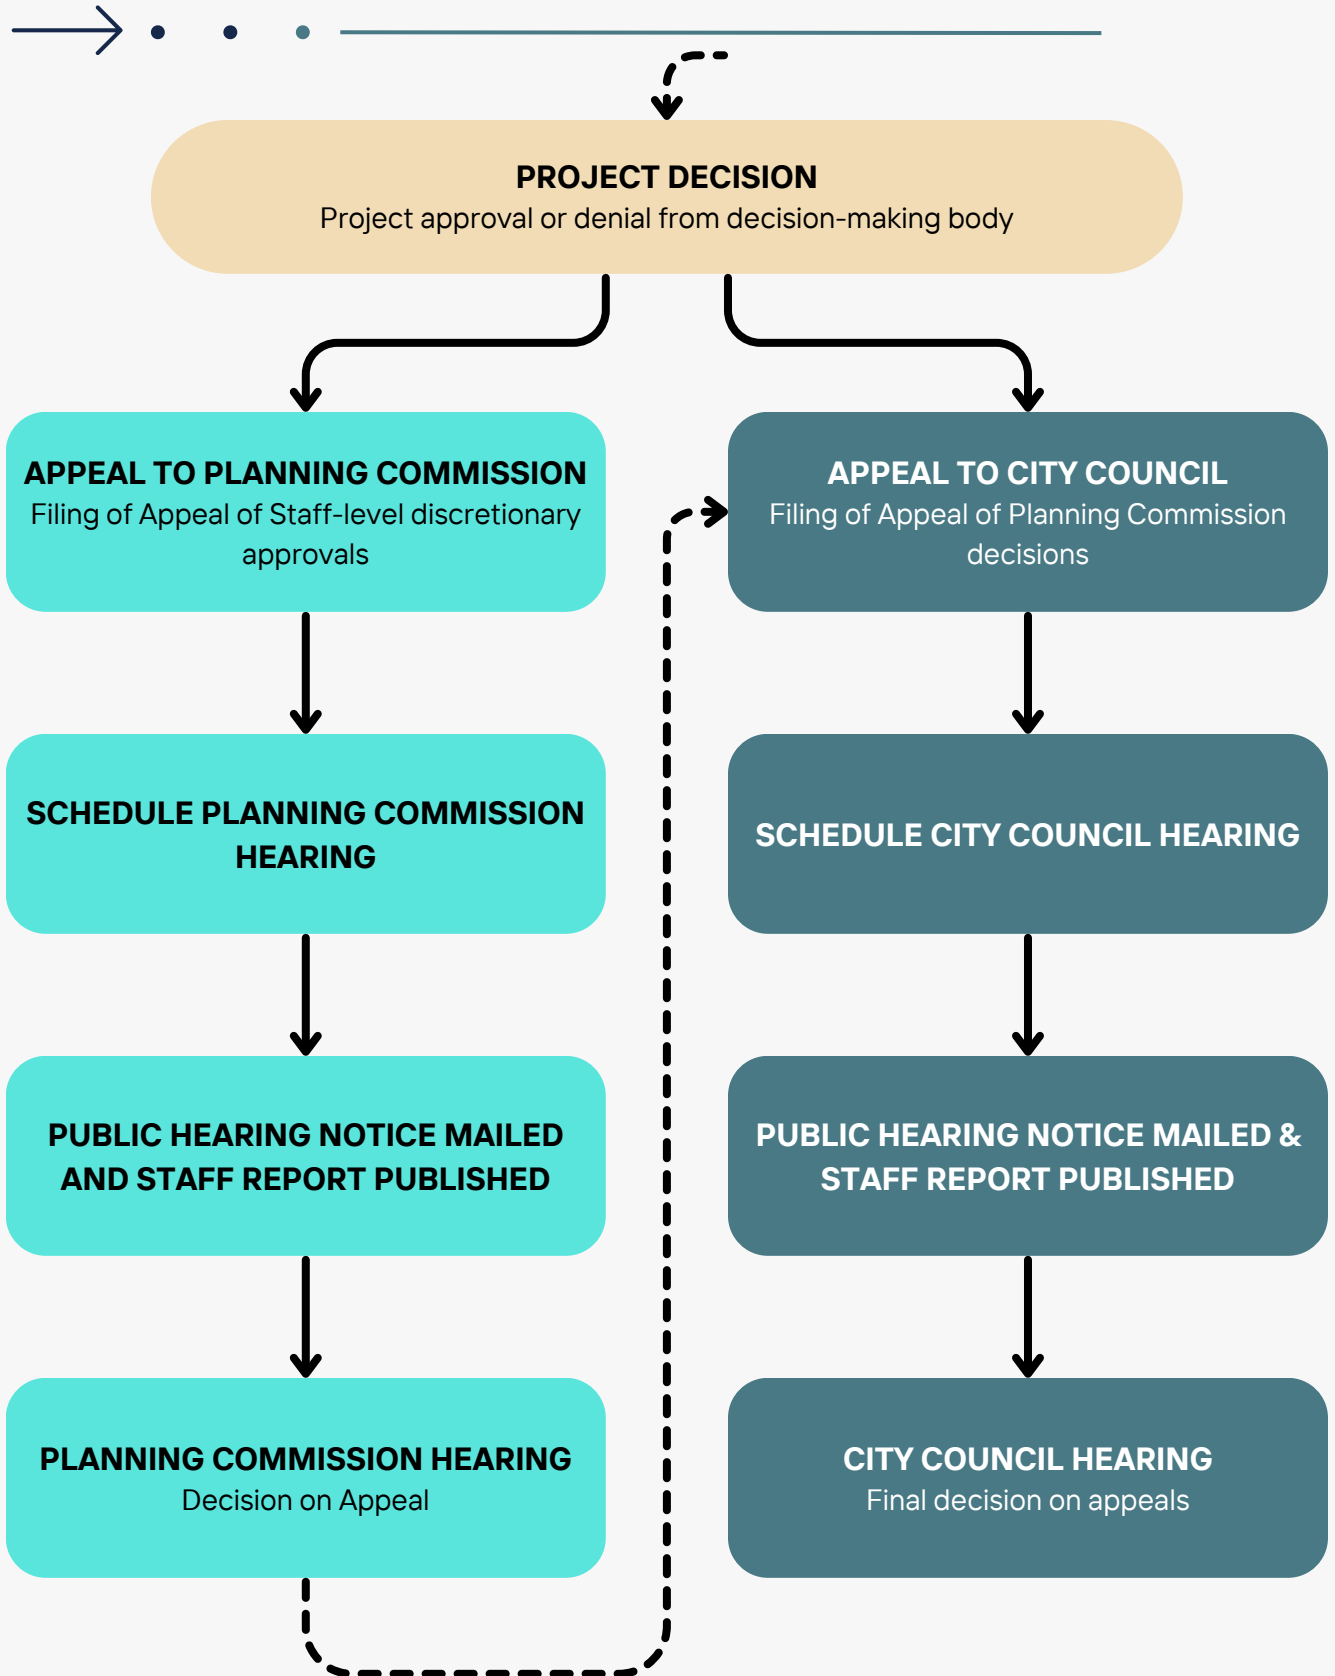 PROJECT DECISION
Project approval or denial from decision-making body
APPEAL TO PLANNING COMMISSION
Filing of Appeal of Staff-level discretionary
approvals
SCHEDULE PLANNING COMMISSION
HEARING
PUBLIC HEARING NOTICE MAILED
AND STAFF REPORT PUBLISHED
PLANNING COMMISSION HEARING
Decision on Appeal
APPEAL TO CITY COUNCIL
Filing of Appeal of Planning Commission
decisions
SCHEDULE CITY COUNCIL HEARING
PUBLIC HEARING NOTICE MAILED &
STAFF REPORT PUBLISHED
CITY COUNCIL HEARING
Final decision on appeals